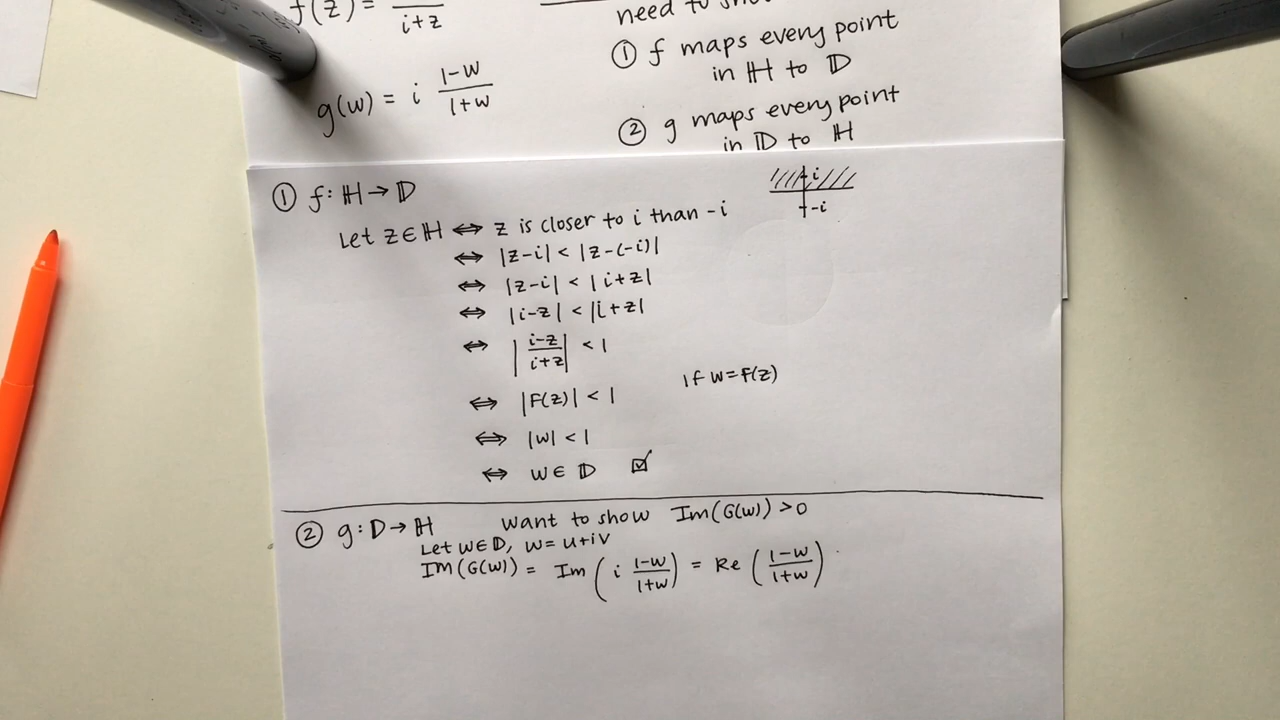 f(z) = / i+z
need to
① f maps every point
in ℍ to 𝔻
g(w) = i (1-w)/(1+w)
② g maps every point
in 𝔻 to ℍ
① f: ℍ → 𝔻
i
-i
Let z ∈ ℍ ⇔ z is closer to i than -i
⇔ |z-i| < |z-(-i)|
⇔ |z-i| < |i+z|
⇔ |i-z| < |i+z|
⇔ |(i-z)/(i+z)| < 1
If w = F(z)
⇔ |F(z)| < 1
⇔ |w| < 1
⇔ w ∈ 𝔻 ☑
② g: 𝔻 → ℍ want to show Im(G(w)) > 0
Let w ∈ 𝔻, w = u+iv
Im(G(w)) = Im(i (1-w)/(1+w)) = Re((1-w)/(1+w))